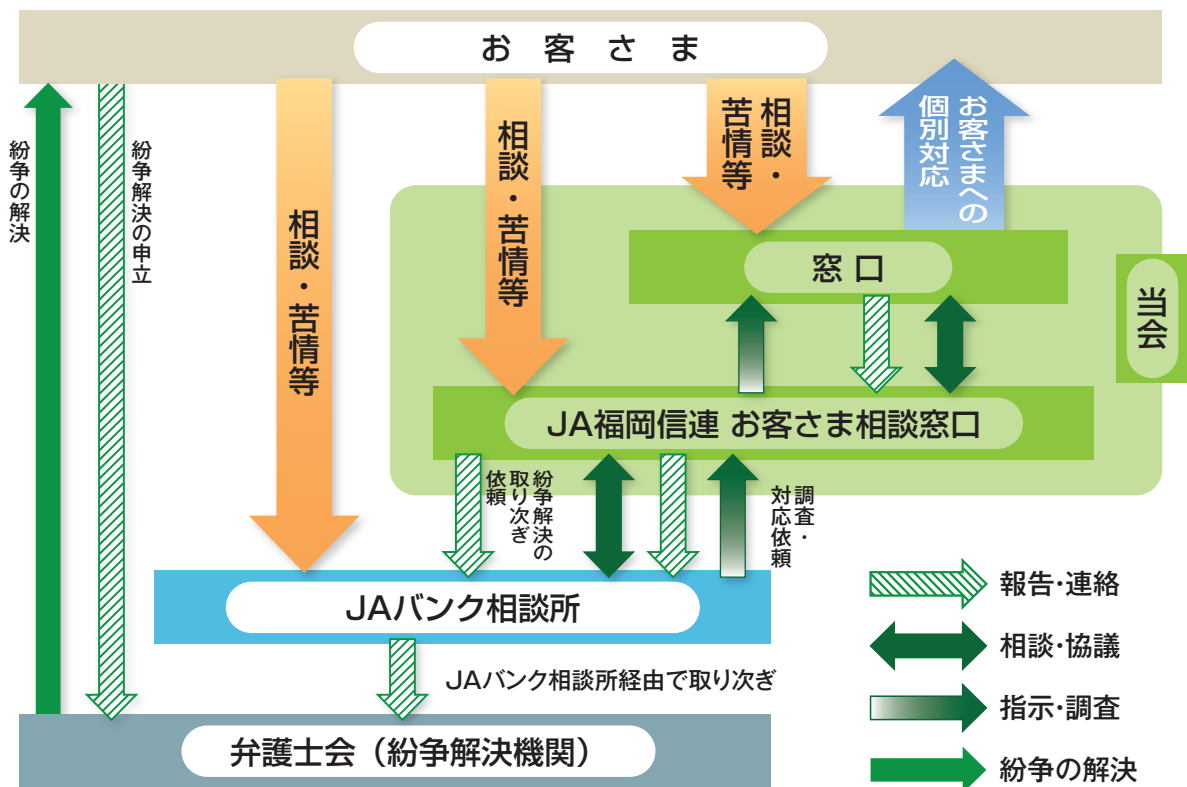 お客さま
紛争の解決
紛争解決の申立
相談・苦情等
相談・苦情等
相談・
苦情等
お客さまへの
個別対応
窓口
当会
JA福岡信連 お客さま相談窓口
紛争解決の
取り次ぎ
依頼
調査・
対応依頼
JAバンク相談所
JAバンク相談所経由で取り次ぎ
弁護士会（紛争解決機関）
報告・連絡
相談・協議
指示・調査
紛争の解決